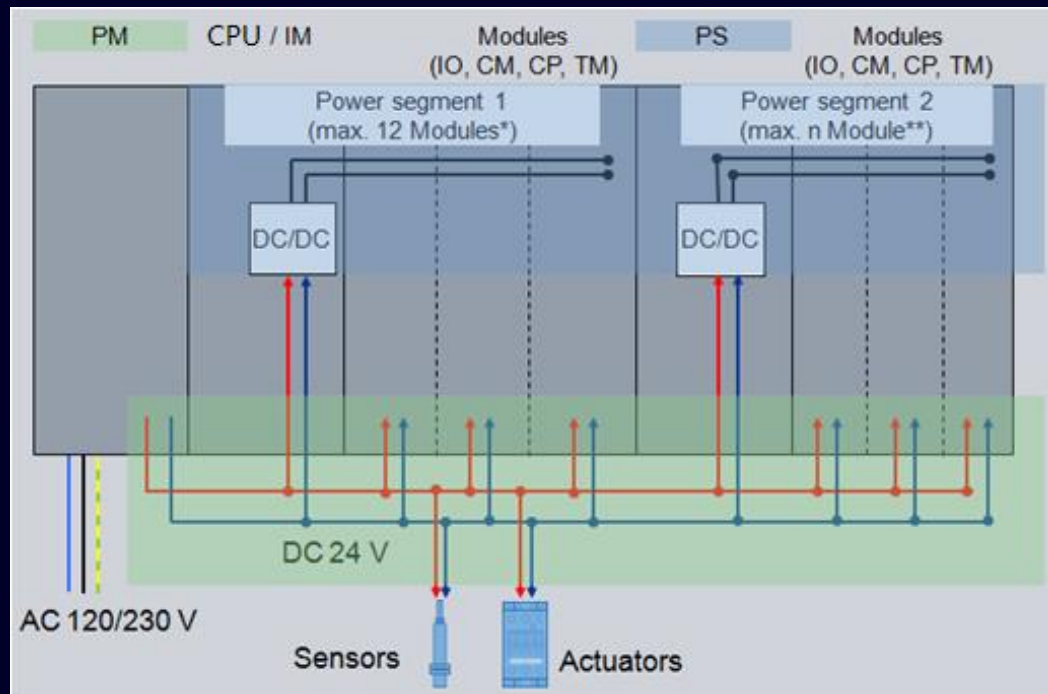 PM
CPU / IM
Modules
(IO, CM, CP, TM)
PS
Modules
(IO, CM, CP, TM)
Power segment 1
(max. 12 Modules*)
Power segment 2
(max. n Module**)
DC/DC
DC/DC
DC 24 V
AC 120/230 V
Sensors
Actuators